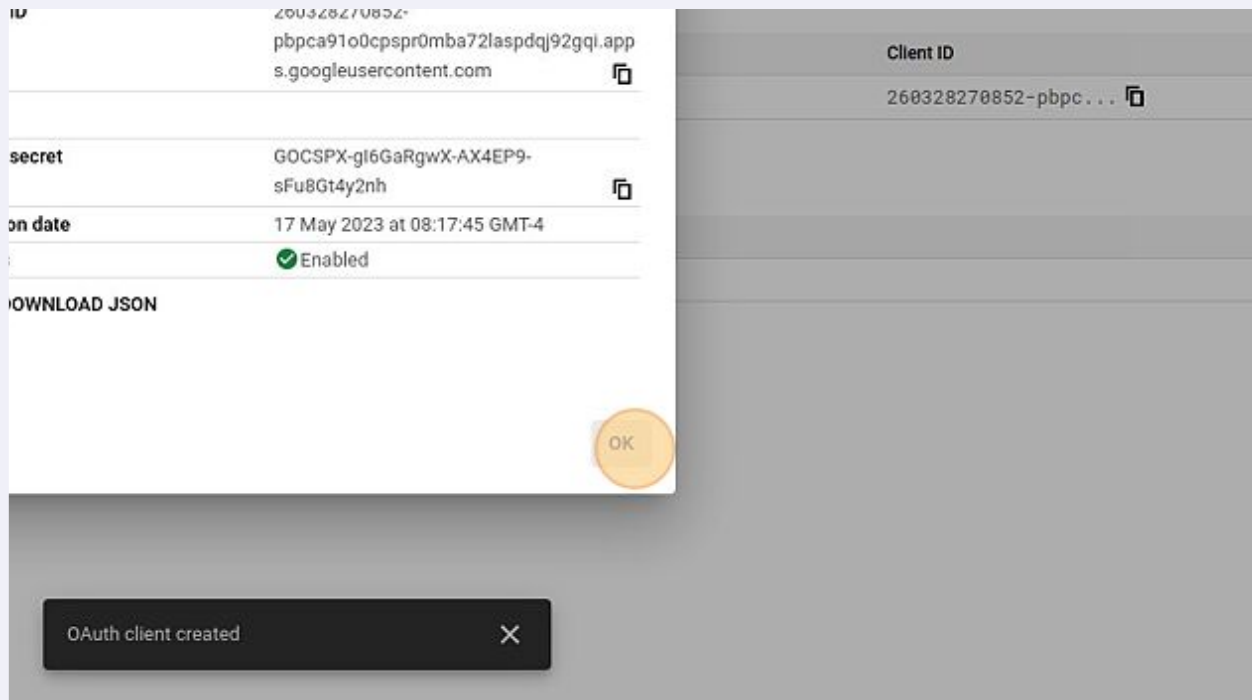 ID
260328270852-
pbpca91o0cpspr0mba72laspdqj92gqi.app
s.googleusercontent.com
Client ID
260328270852-pbpc...
secret
GOCSPX-gI6GaRgwX-AX4EP9-
sFu8Gt4y2nh
on date
17 May 2023 at 08:17:45 GMT-4
Enabled
OWNLOAD JSON
OK
OAuth client created